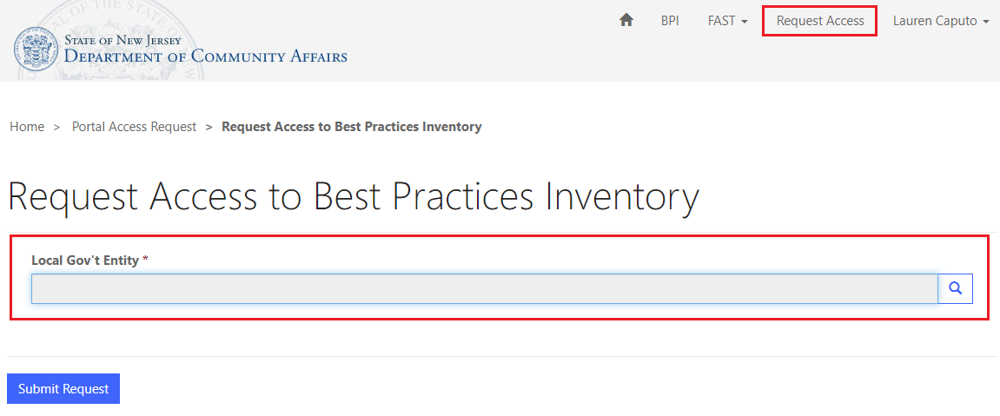 BPI FAST Request Access Lauren Caputo
STATE OF NEW JERSEY
DEPARTMENT OF COMMUNITY AFFAIRS
Home > Portal Access Request > Request Access to Best Practices Inventory
Request Access to Best Practices Inventory
Local Gov't Entity *
Submit Request